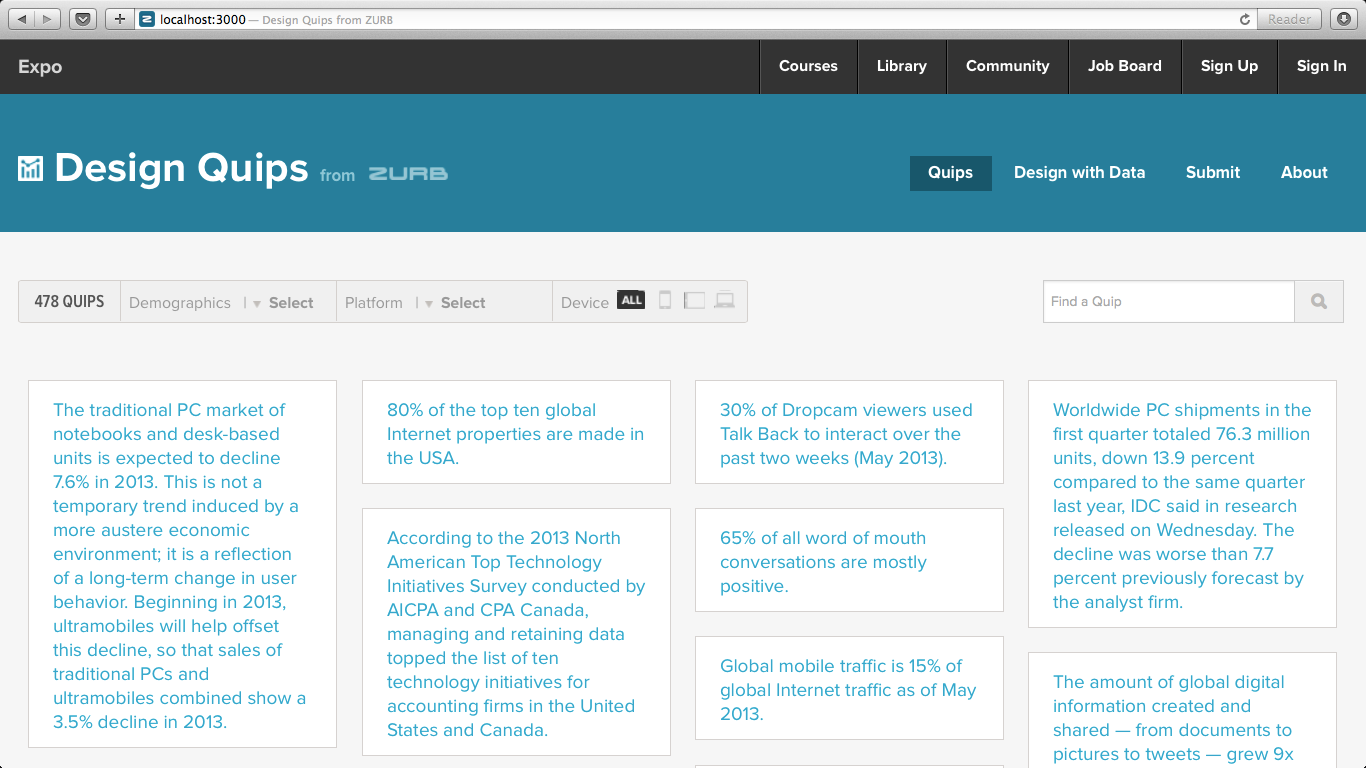 localhost:3000 — Design Quips from ZURB
Reader
Expo
Courses
Library
Community
Job Board
Sign Up
Sign In
Design Quips from ZURB
Quips
Design with Data
Submit
About
478 QUIPS
Demographics
Select
Platform
Select
Device
ALL
Find a Quip
The traditional PC market of
notebooks and desk-based
units is expected to decline
7.6% in 2013. This is not a
temporary trend induced by a
more austere economic
environment; it is a reflection
of a long-term change in user
behavior. Beginning in 2013,
ultramobiles will help offset
this decline, so that sales of
traditional PCs and
ultramobiles combined show a
3.5% decline in 2013.
80% of the top ten global
Internet properties are made in
the USA.
According to the 2013 North
American Top Technology
Initiatives Survey conducted by
AICPA and CPA Canada,
managing and retaining data
topped the list of ten
technology initiatives for
accounting firms in the United
States and Canada.
30% of Dropcam viewers used
Talk Back to interact over the
past two weeks (May 2013).
65% of all word of mouth
conversations are mostly
positive.
Global mobile traffic is 15% of
global Internet traffic as of May
2013.
Worldwide PC shipments in the
first quarter totaled 76.3 million
units, down 13.9 percent
compared to the same quarter
last year, IDC said in research
released on Wednesday. The
decline was worse than 7.7
percent previously forecast by
the analyst firm.
The amount of global digital
information created and
shared — from documents to
pictures to tweets — grew 9x